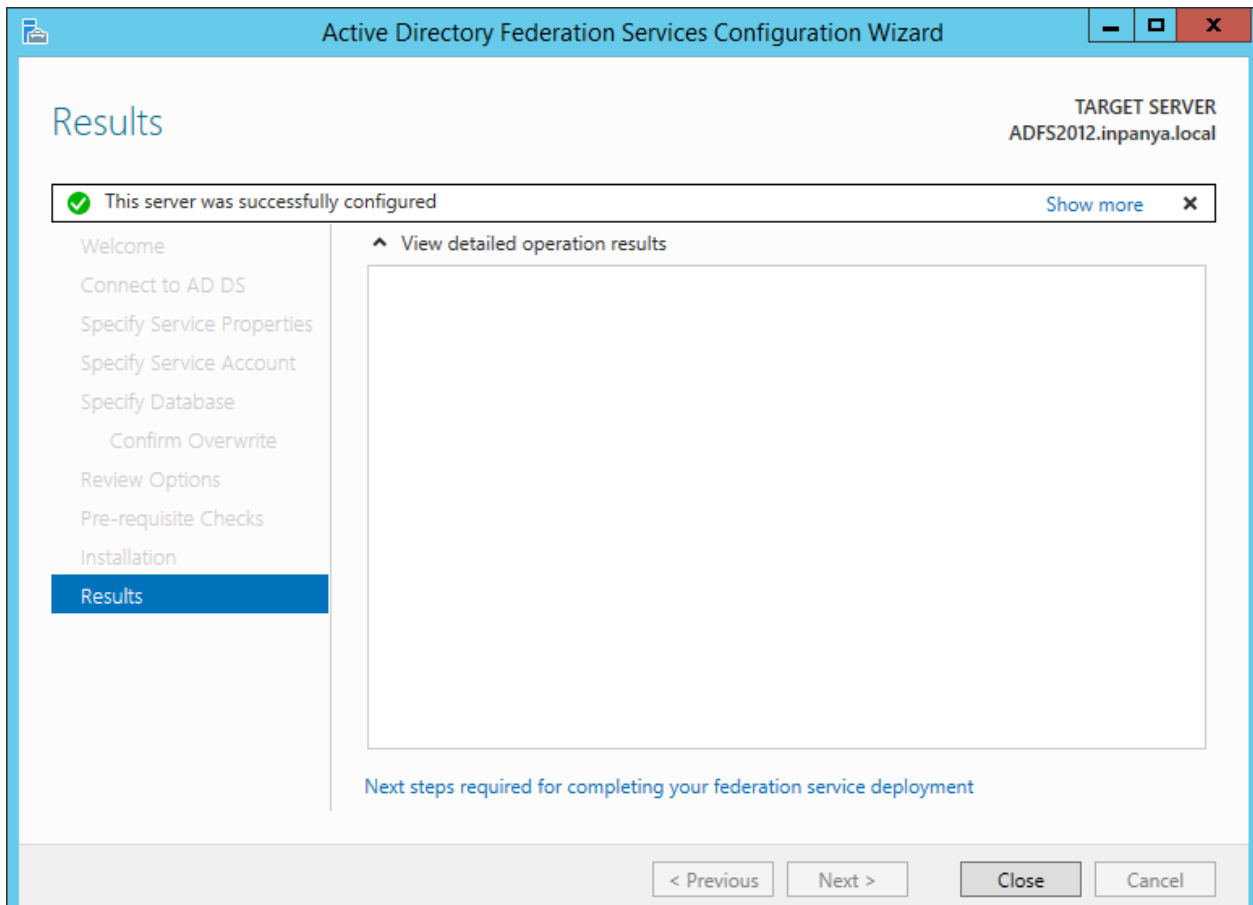 Active Directory Federation Services Configuration Wizard
Results
TARGET SERVER
ADFS2012.inpanya.local
This server was successfully configured
Show more
Welcome
Connect to AD DS
Specify Service Properties
Specify Service Account
Specify Database
Confirm Overwrite
Review Options
Pre-requisite Checks
Installation
Results
View detailed operation results
Next steps required for completing your federation service deployment
< Previous
Next >
Close
Cancel